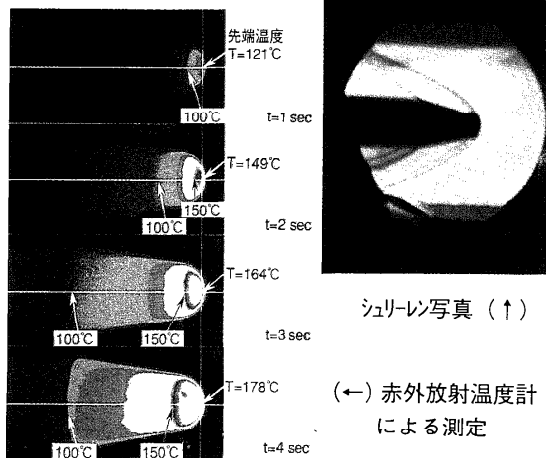 先端温度
T=121℃
100℃
t=1 sec
T=149℃
150℃
100℃
t=2 sec
T=164℃
100℃
150℃
t=3 sec
T=178℃
100℃
150℃
t=4 sec
シュリーレン写真 (↑)
(←) 赤外放射温度計
による測定